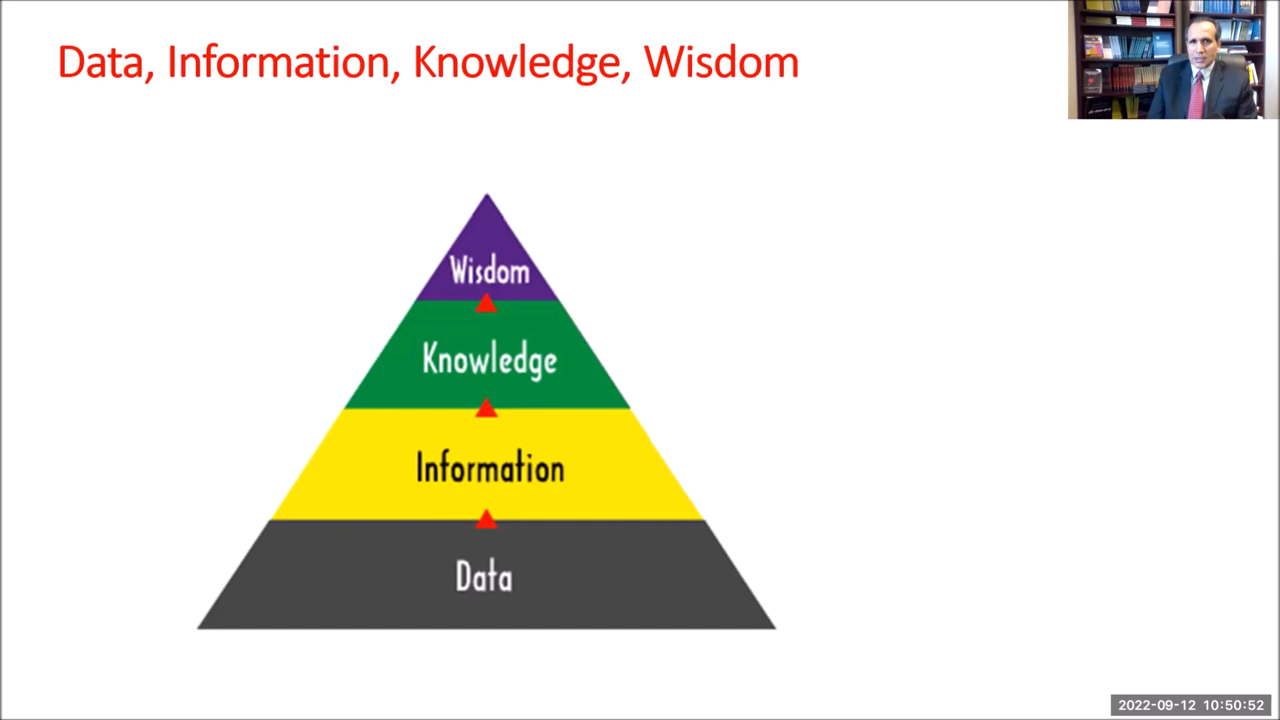 Data, Information, Knowledge, Wisdom
Wisdom
Knowledge
Information
Data
2022-09-12 10:50:52